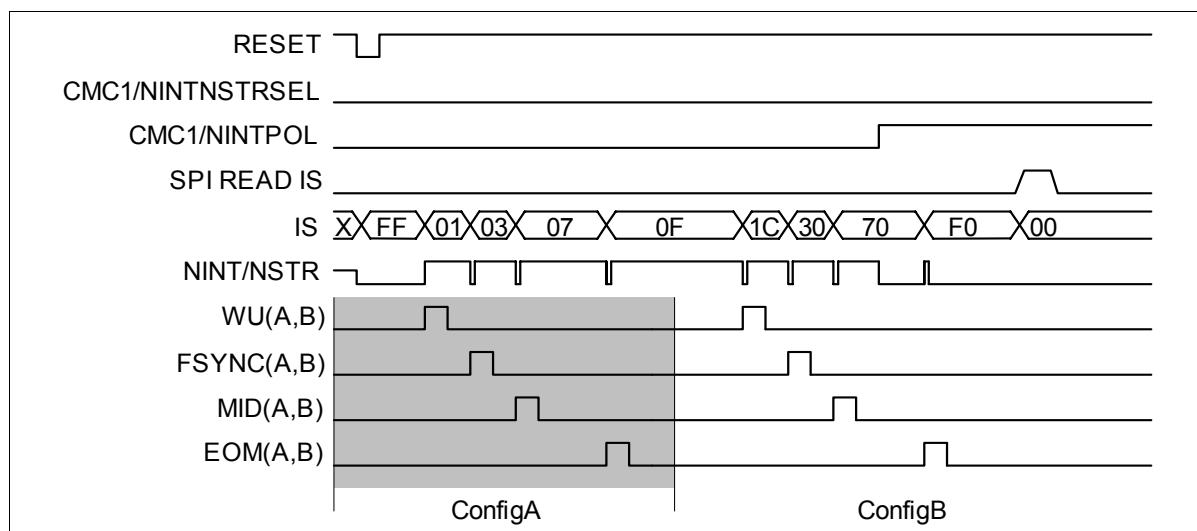 RESET
CMC1/NINTNSTRSEL
CMC1/NINTPOL
SPI READ IS
IS X FF 01 03 07 0F 1C 30 70 F0 00
NINT/NSTR
WU(A,B)
FSYNC(A,B)
MID(A,B)
EOM(A,B)
ConfigA ConfigB